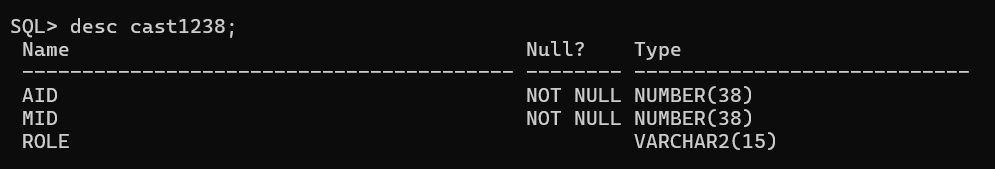 SQL> desc cast1238;
 Name                                      Null?    Type
 ----------------------------------------- -------- ----------------------------
 AID                                       NOT NULL NUMBER(38)
 MID                                       NOT NULL NUMBER(38)
 ROLE                                               VARCHAR2(15)